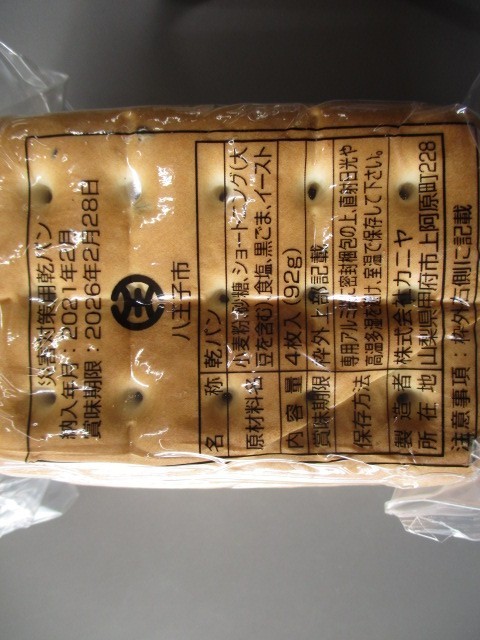 災害対策用乾パン
納入年月：2021年2月
賞味期限：2026年2月28日
八王子市
名称 乾パン
原材料名 小麦粉、砂糖、ショートニング(大
豆を含む)、食塩、黒ごま、イースト
内容量 4枚入 (92g)
賞味期限 枠外上部記載
保存方法 専用アルミ箔で密封梱包の上、直射日光や
高温多湿を避け、室温で保存して下さい。
製造者 株式会社カニヤ
所在地 山梨県甲府市上阿原町228
注意事項：枠外右側に記載